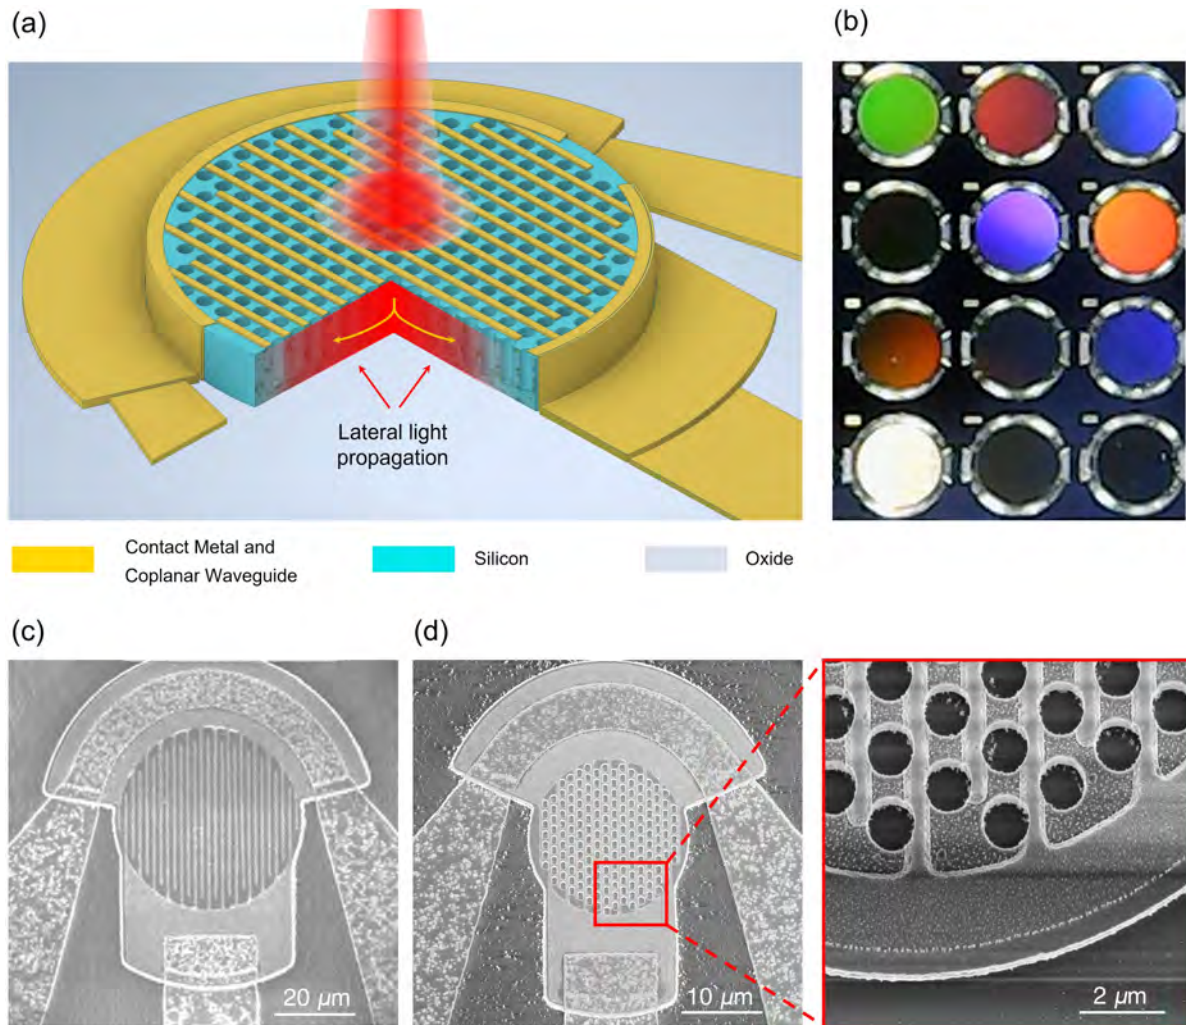 (a)
(b)
Lateral light
propagation
Contact Metal and
Coplanar Waveguide
Silicon
Oxide
(c)
(d)
20 μm
10 μm
2 μm